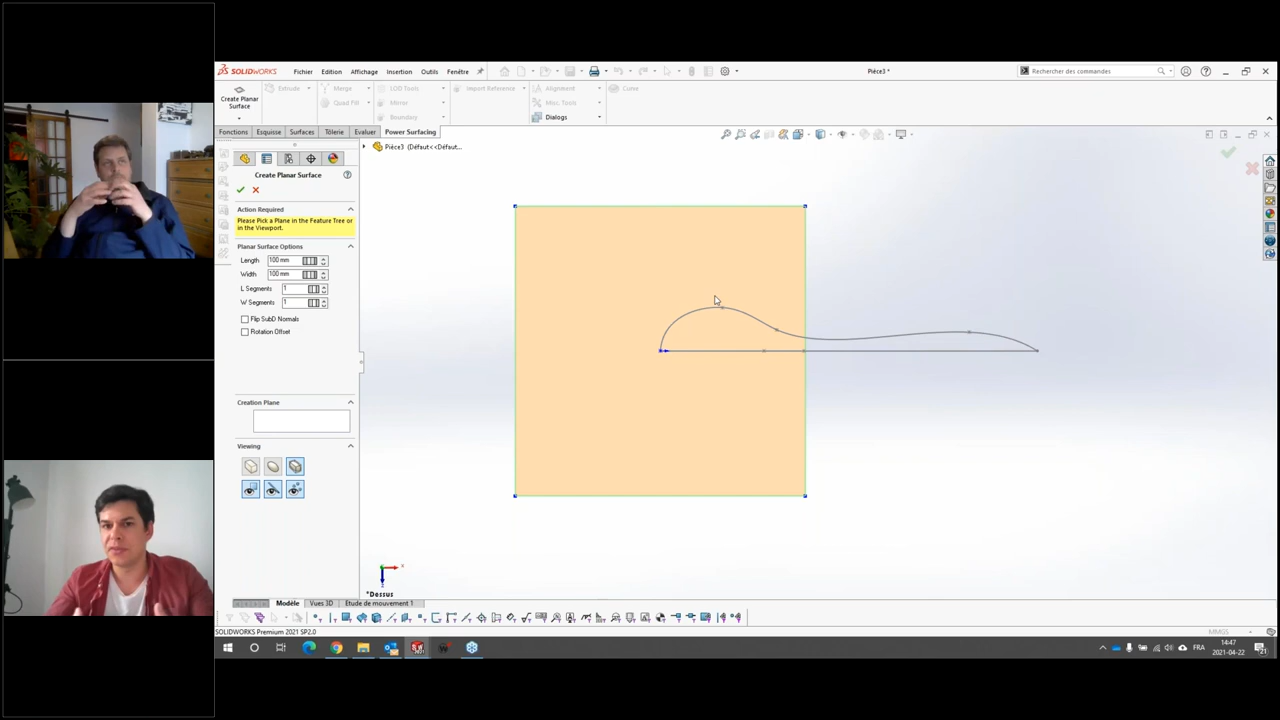 SOLIDWORKS Fichier Edition Affichage Insertion Outils Fenêtre Pièce3 * Rechercher des commandes
Create Planar Surface Extrude Merge LOD Tools Import Reference Alignment Curve
Quad Fill Mirror Misc. Tools
Boundary Dialogs
Fonctions Esquisse Surfaces Tôlerie Evaluer Power Surfacing
Pièce3 (Défaut<<Défaut...
Create Planar Surface
Action Required
Please Pick a Plane in the Feature Tree or
in the Viewport.
Planar Surface Options
Length 100 mm
Width 100 mm
L Segments 1
W Segments 1
Flip SubD Normals
Rotation Offset
Creation Plane
Viewing
*Dessus
Modèle Vues 3D Etude de mouvement 1
SOLIDWORKS Premium 2021 SP2.0 MMGS
FRA 14:47
2021-04-22 21